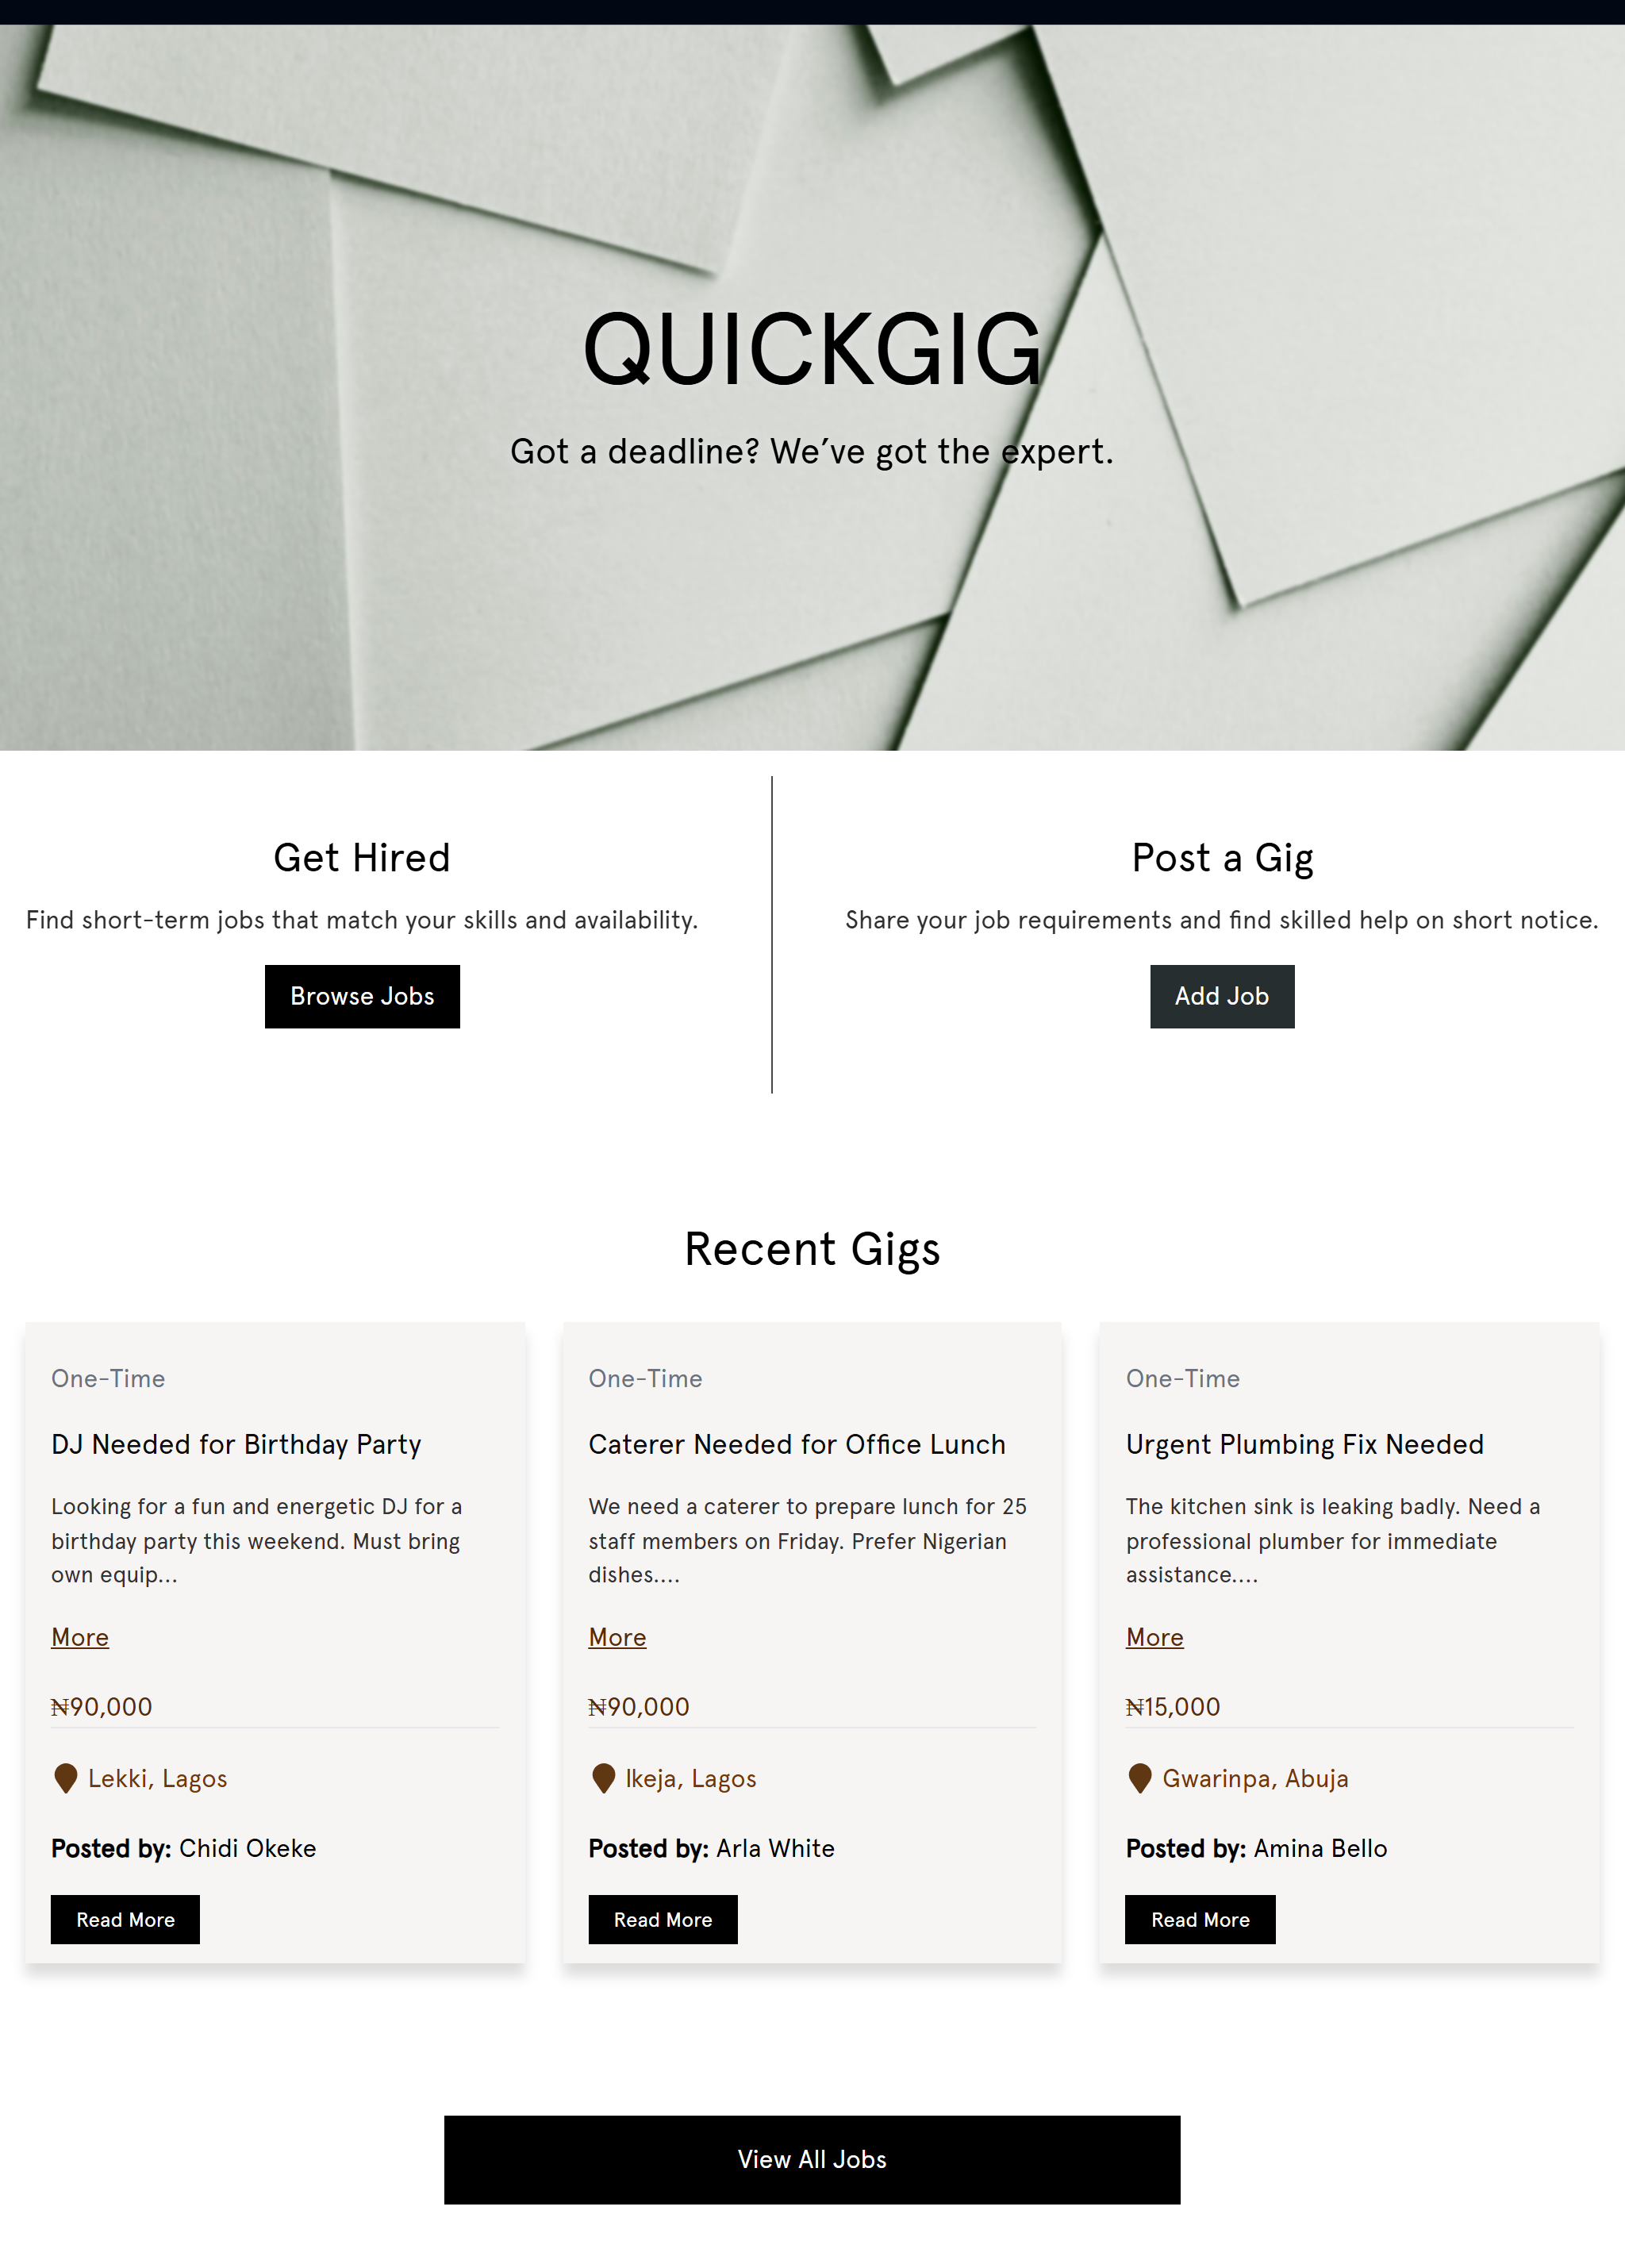 QUICKGIG
Got a deadline? We’ve got the expert.
Get Hired
Find short-term jobs that match your skills and availability.
Browse Jobs
Post a Gig
Share your job requirements and find skilled help on short notice.
Add Job
Recent Gigs
One-Time
DJ Needed for Birthday Party
Looking for a fun and energetic DJ for a
birthday party this weekend. Must bring
own equip...
More
₦90,000
Lekki, Lagos
Posted by: Chidi Okeke
Read More
One-Time
Caterer Needed for Office Lunch
We need a caterer to prepare lunch for 25
staff members on Friday. Prefer Nigerian
dishes....
More
₦90,000
Ikeja, Lagos
Posted by: Arla White
Read More
One-Time
Urgent Plumbing Fix Needed
The kitchen sink is leaking badly. Need a
professional plumber for immediate
assistance....
More
₦15,000
Gwarinpa, Abuja
Posted by: Amina Bello
Read More
View All Jobs